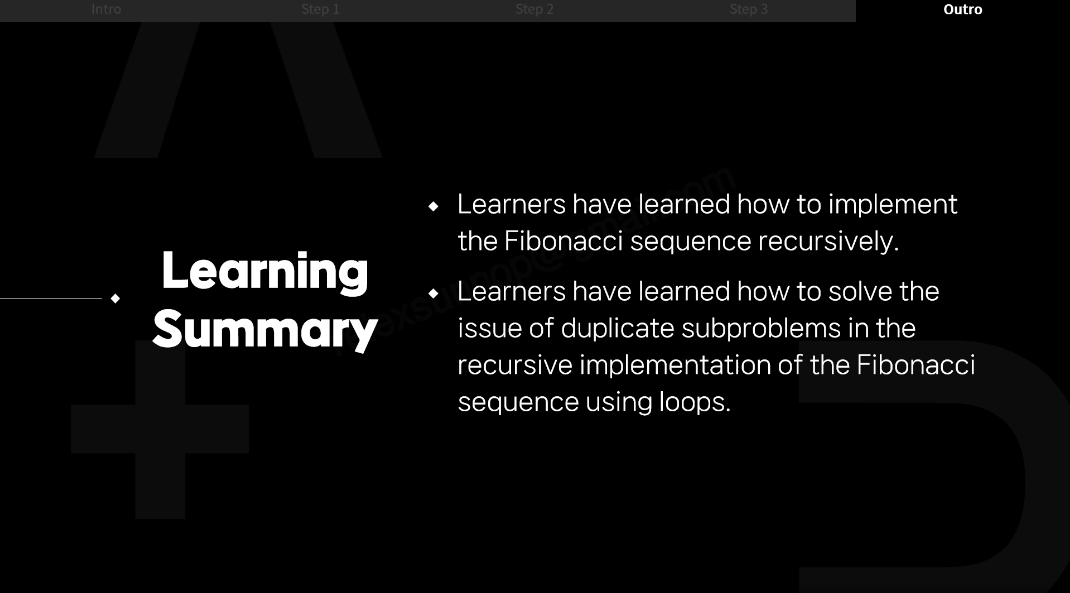 Intro
Step 1
Step 2
Step 3
Outro
Learning
Summary
Learners have learned how to implement
the Fibonacci sequence recursively.
Learners have learned how to solve the
issue of duplicate subproblems in the
recursive implementation of the Fibonacci
sequence using loops.